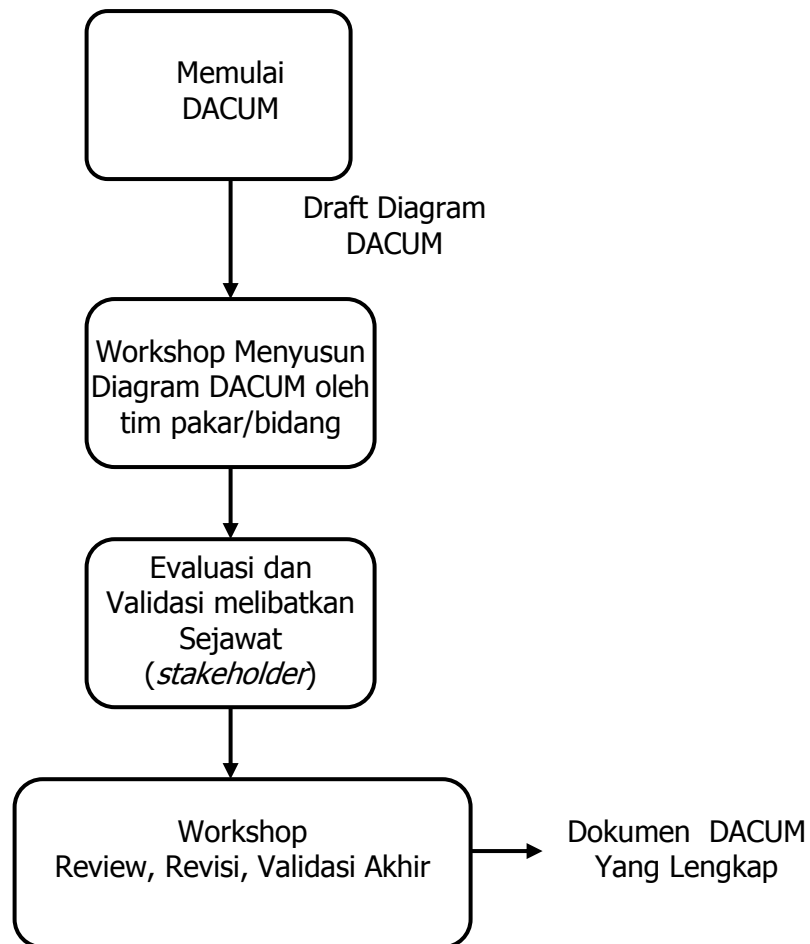 Memulai
DACUM
Draft Diagram
DACUM
Workshop Menyusun
Diagram DACUM oleh
tim pakar/bidang
Evaluasi dan
Validasi melibatkan
Sejawat
(stakeholder)
Workshop
Review, Revisi, Validasi Akhir
Dokumen DACUM
Yang Lengkap